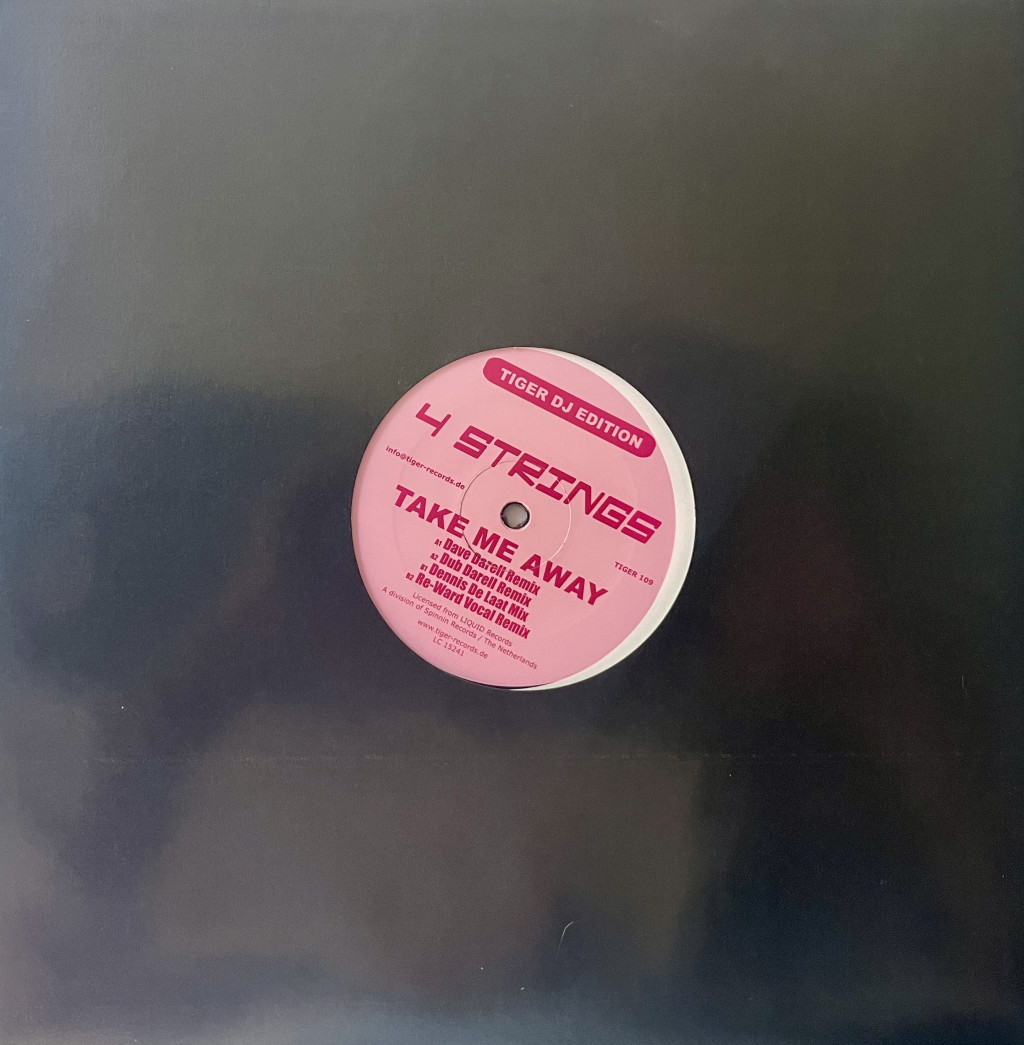 TIGER DJ EDITION
4 STRINGS
info@tiger-records.de
TAKE ME AWAY
TIGER 109
A1 Dave Darell Remix
A2 Dub Darell Remix
B1 Dennis De Laat Mix
B2 Re-Ward Vocal Remix
Licensed from LIQUID Records
A division of Spinnin Records / The Netherlands
www.tiger-records.de
LC 15241